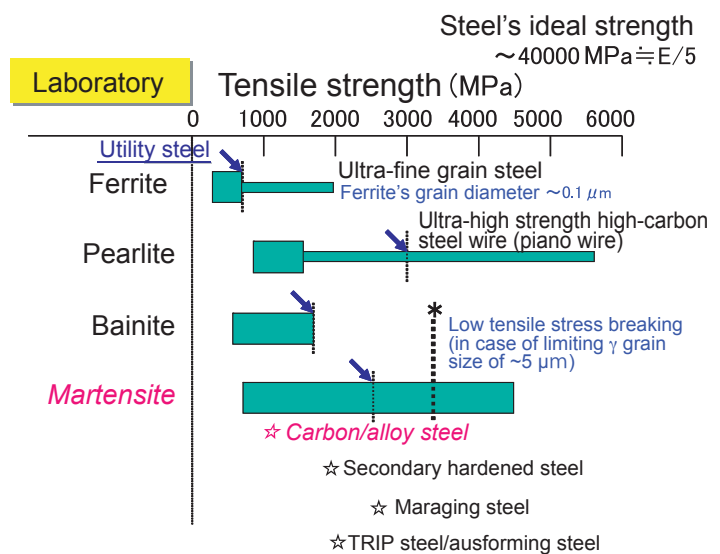 Steel's ideal strength
～40000 MPa≒E/5
Laboratory
Tensile strength (MPa)
0 1000 2000 3000 4000 5000 6000
Utility steel
Ferrite
Ultra-fine grain steel
Ferrite's grain diameter ～0.1 μm
Pearlite
Ultra-high strength high-carbon
steel wire (piano wire)
Bainite
*
Low tensile stress breaking
(in case of limiting γ grain
size of ~5 μm)
Martensite
☆ Carbon/alloy steel
☆ Secondary hardened steel
☆ Maraging steel
☆ TRIP steel/ausforming steel